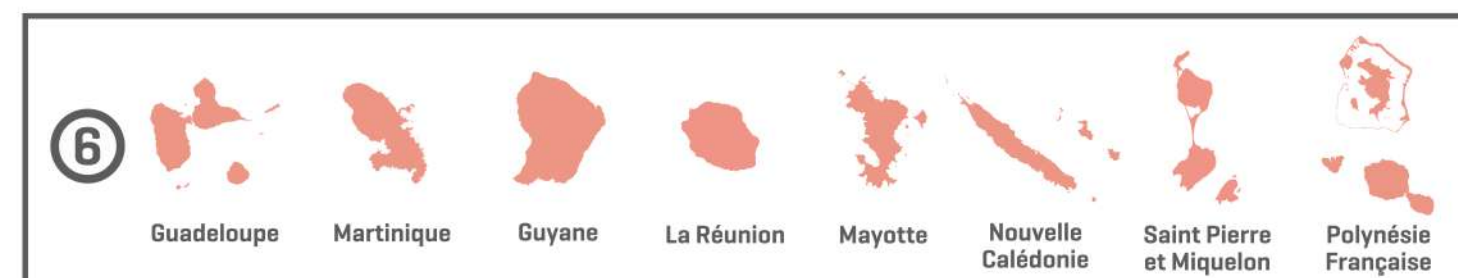 6
Guadeloupe
Martinique
Guyane
La Réunion
Mayotte
Nouvelle
Calédonie
Saint Pierre
et Miquelon
Polynésie
Française